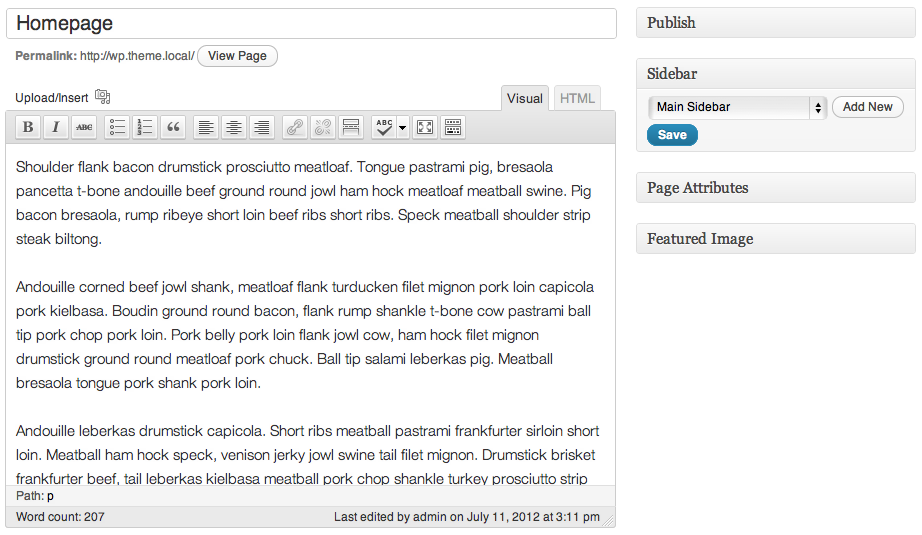 Homepage
Permalink: http://wp.theme.local/ View Page
Upload/Insert
Visual HTML
B I ABC ABC
Shoulder flank bacon drumstick prosciutto meatloaf. Tongue pastrami pig, bresaola
pancetta t-bone andouille beef ground round jowl ham hock meatloaf meatball swine. Pig
bacon bresaola, rump ribeye short loin beef ribs short ribs. Speck meatball shoulder strip
steak biltong.
Andouille corned beef jowl shank, meatloaf flank turducken filet mignon pork loin capicola
pork kielbasa. Boudin ground round bacon, flank rump shankle t-bone cow pastrami ball
tip pork chop pork loin. Pork belly pork loin flank jowl cow, ham hock filet mignon
drumstick ground round meatloaf pork chuck. Ball tip salami leberkas pig. Meatball
bresaola tongue pork shank pork loin.
Andouille leberkas drumstick capicola. Short ribs meatball pastrami frankfurter sirloin short
loin. Meatball ham hock speck, venison jerky jowl swine tail filet mignon. Drumstick brisket
frankfurter beef, tail leberkas kielbasa meatball pork chop shankle turkey prosciutto strip
Path: p
Word count: 207
Last edited by admin on July 11, 2012 at 3:11 pm
Publish
Sidebar
Main Sidebar Add New
Save
Page Attributes
Featured Image